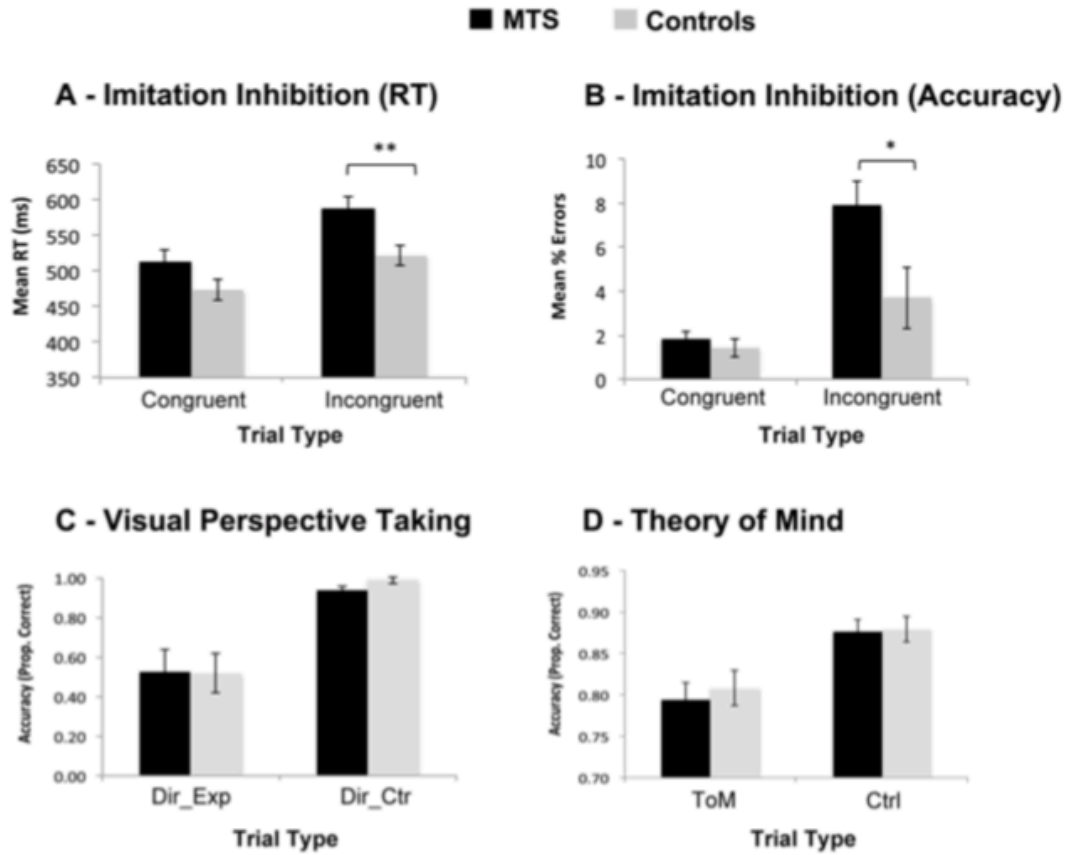 MTS Controls
A - Imitation Inhibition (RT)
**
650
600
550
500
450
400
350
Mean RT (ms)
Congruent Incongruent
Trial Type
B - Imitation Inhibition (Accuracy)
*
10
8
6
4
2
0
Mean % Errors
Congruent Incongruent
Trial Type
C - Visual Perspective Taking
1.00
0.80
0.60
0.40
0.20
0.00
Accuracy (Prop. Correct)
Dir_Exp Dir_Ctr
Trial Type
D - Theory of Mind
0.95
0.90
0.85
0.80
0.75
0.70
Accuracy (Prop. Correct)
ToM Ctrl
Trial Type